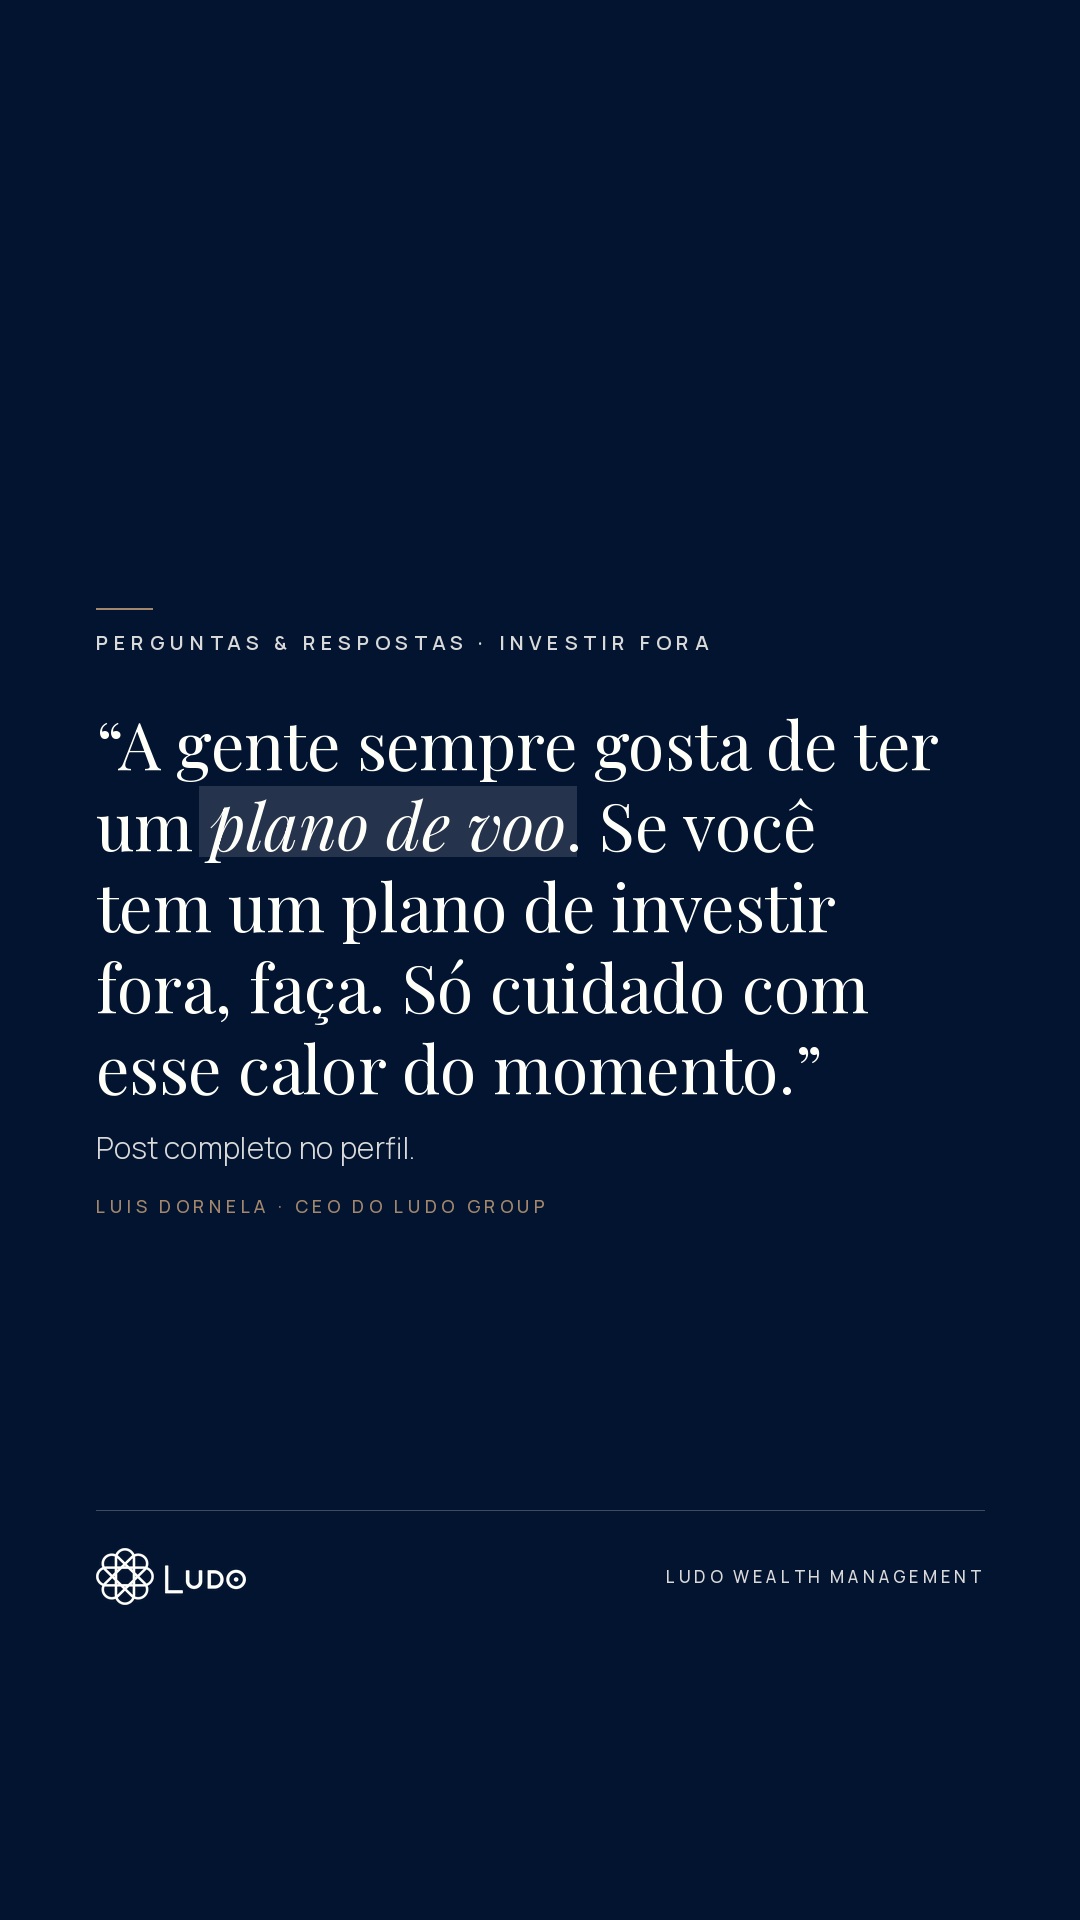 PERGUNTAS & RESPOSTAS · INVESTIR FORA
“A gente sempre gosta de ter
um plano de voo. Se você
tem um plano de investir
fora, faça. Só cuidado com
esse calor do momento.”
Post completo no perfil.
LUIS DORNELA · CEO DO LUDO GROUP
LUDO
LUDO WEALTH MANAGEMENT